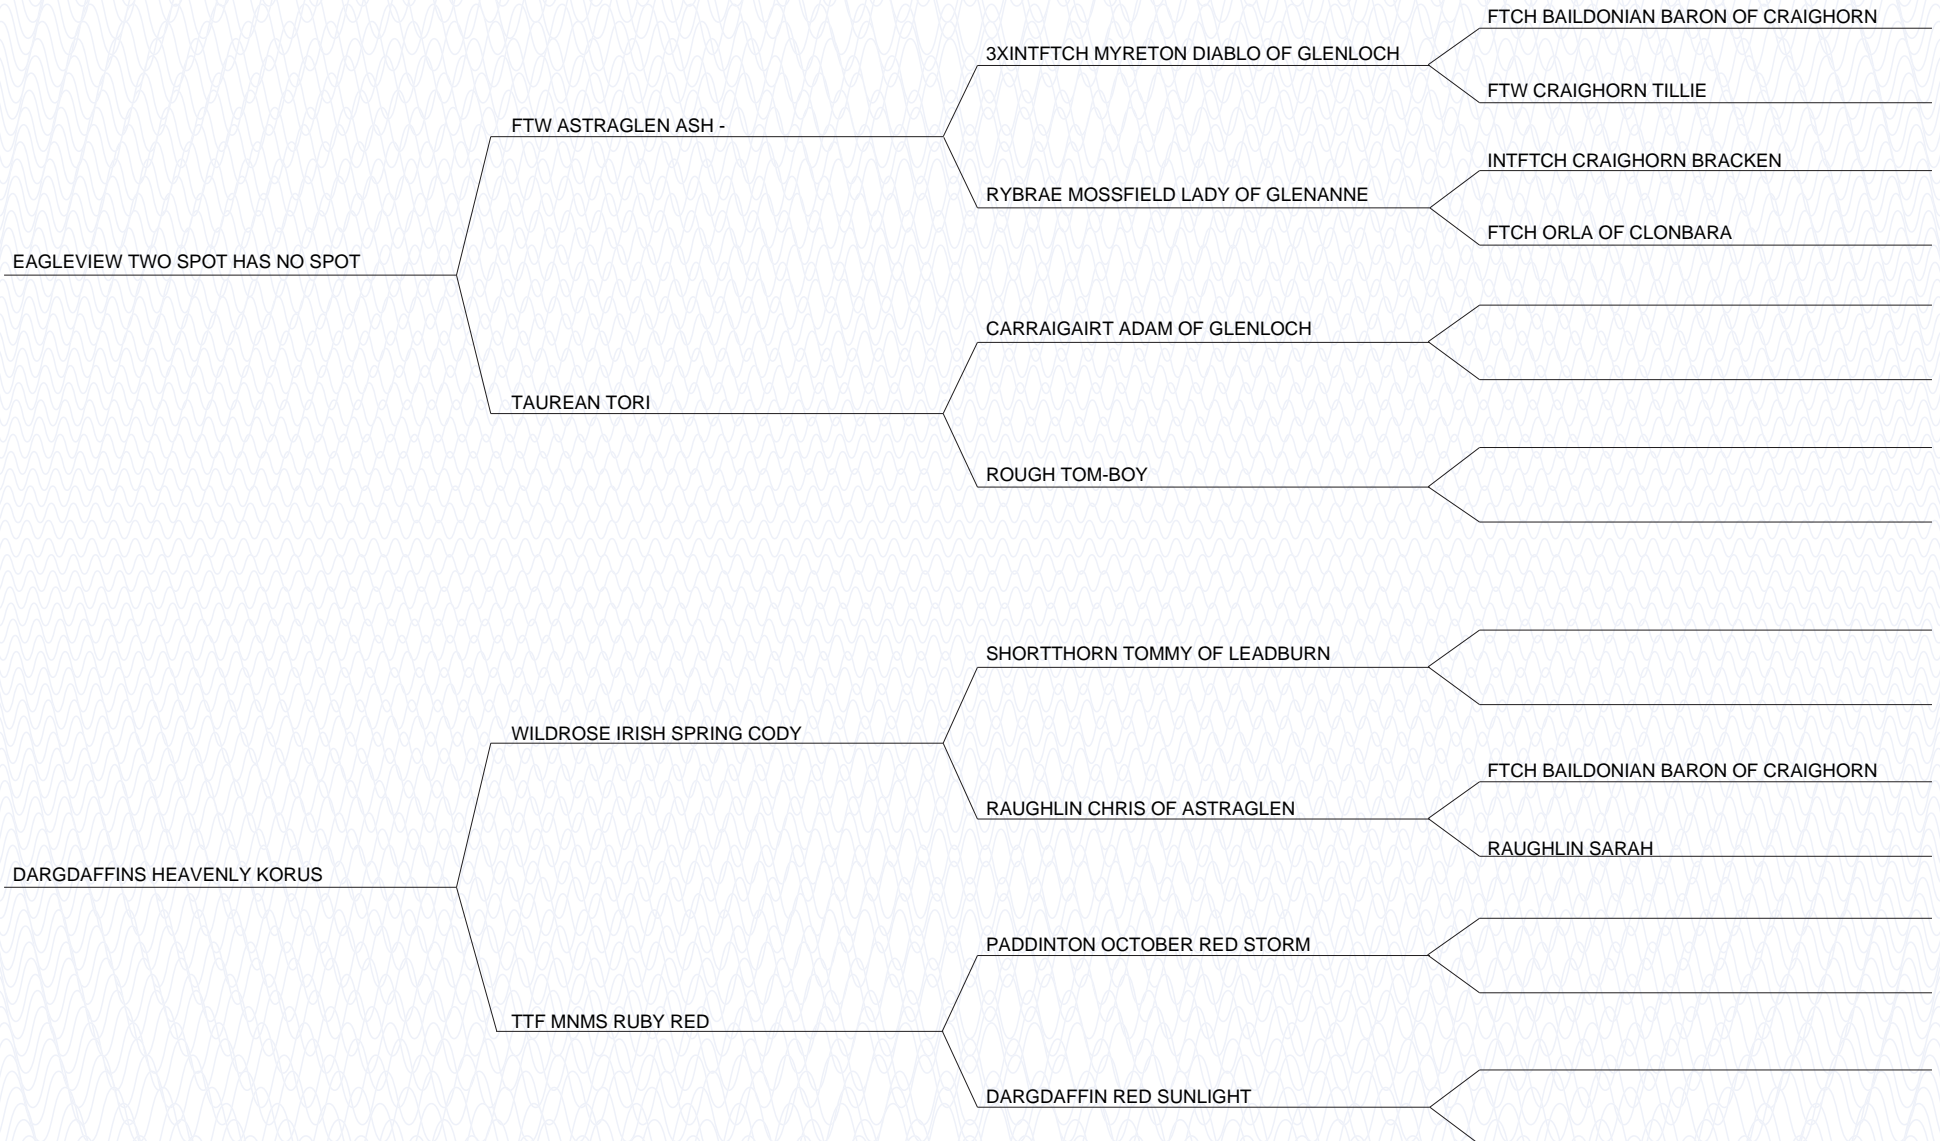 FTCH BAILDONIAN BARON OF CRAIGHORN
3XINTFTCH MYRETON DIABLO OF GLENLOCH
FTW CRAIGHORN TILLIE
FTW ASTRAGLEN ASH -
INTFTCH CRAIGHORN BRACKEN
RYBRAE MOSSFIELD LADY OF GLENANNE
FTCH ORLA OF CLONBARA
EAGLEVIEW TWO SPOT HAS NO SPOT
CARRAIGAIRT ADAM OF GLENLOCH
TAUREAN TORI
ROUGH TOM-BOY
SHORTTHORN TOMMY OF LEADBURN
WILDROSE IRISH SPRING CODY
FTCH BAILDONIAN BARON OF CRAIGHORN
RAUGHLIN CHRIS OF ASTRAGLEN
RAUGHLIN SARAH
DARGDAFFINS HEAVENLY KORUS
PADDINTON OCTOBER RED STORM
TTF MNMS RUBY RED
DARGDAFFIN RED SUNLIGHT